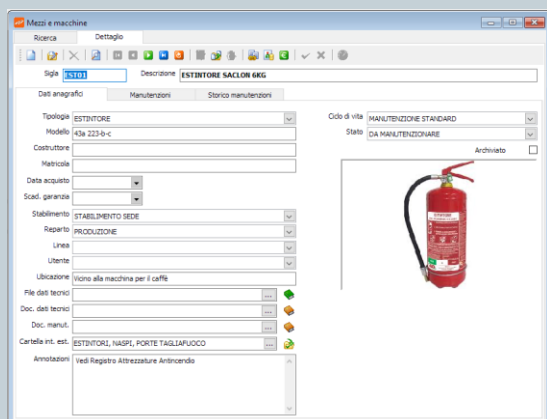 Mezzi e macchine
Ricerca Dettaglio
Sigla EST01 Descrizione ESTINTORE SACLON 6KG
Dati anagrafici Manutenzioni Storico manutenzioni
Tipologia ESTINTORE Ciclo di vita MANUTENZIONE STANDARD
Modello 43a 223-b-c Stato DA MANUTENZIONARE
Costruttore Archiviato
Matricola
Data acquisto
Scad. garanzia
Stabilimento STABILIMENTO SEDE
Reparto PRODUZIONE
Linea
Utente
Ubicazione Vicino alla macchina per il caffè
File dati tecnici ...
Doc. dati tecnici ...
Doc. manut. ...
Cartella int. est. ESTINTORI, NASPI, PORTE TAGLIAFUOCO ...
Annotazioni Vedi Registro Attrezzature Antincendio